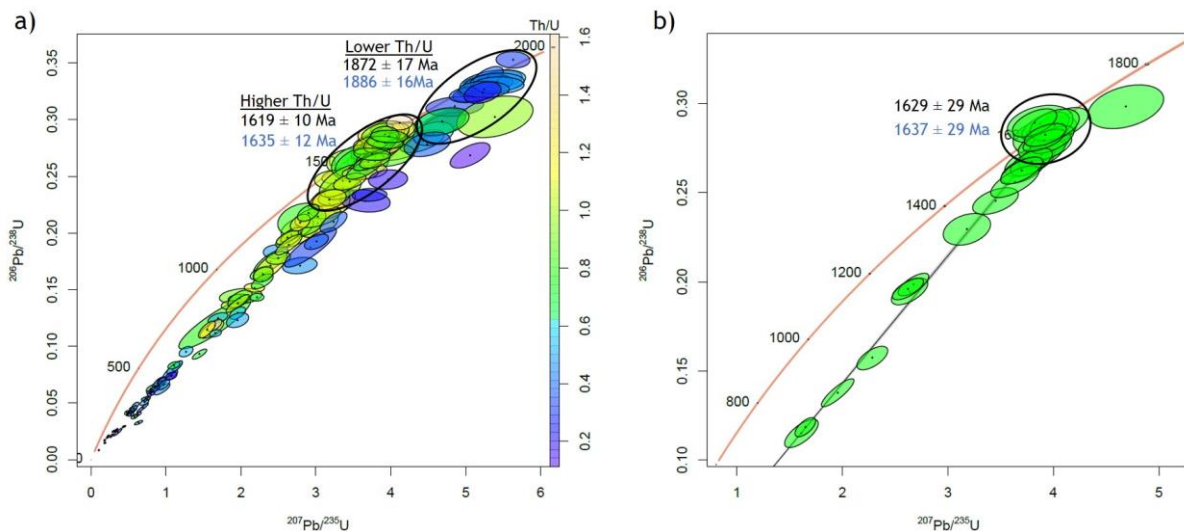 a)
Th/U
Lower Th/U
1872 ± 17 Ma
1886 ± 16Ma
Higher Th/U
1619 ± 10 Ma
1635 ± 12 Ma
2000
1500
1000
500
0
0.35
0.30
0.25
0.20
0.15
0.10
0.05
0.00
206Pb/238U
0 1 2 3 4 5 6
207Pb/235U
1.6
1.4
1.2
1.0
0.8
0.6
0.4
0.2
b)
1800
1629 ± 29 Ma
1637 ± 29 Ma
1400
1200
1000
800
0.30
0.25
0.20
0.15
0.10
206Pb/238U
1 2 3 4 5
207Pb/235U